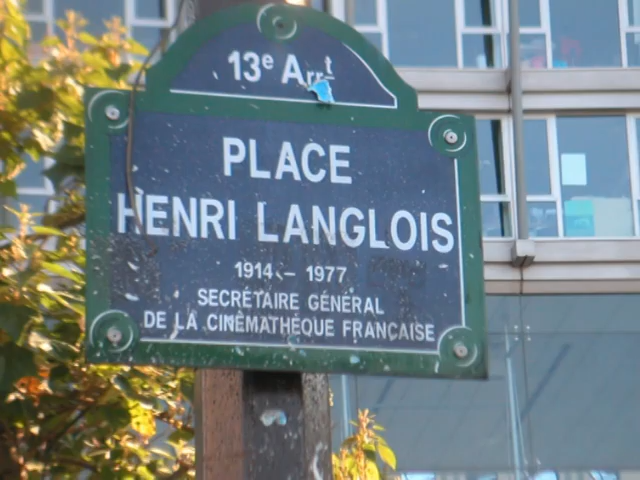 13e Arrt
PLACE
HENRI LANGLOIS
1914 - 1977
SECRÉTAIRE GÉNÉRAL
DE LA CINÉMATHÈQUE FRANÇAISE